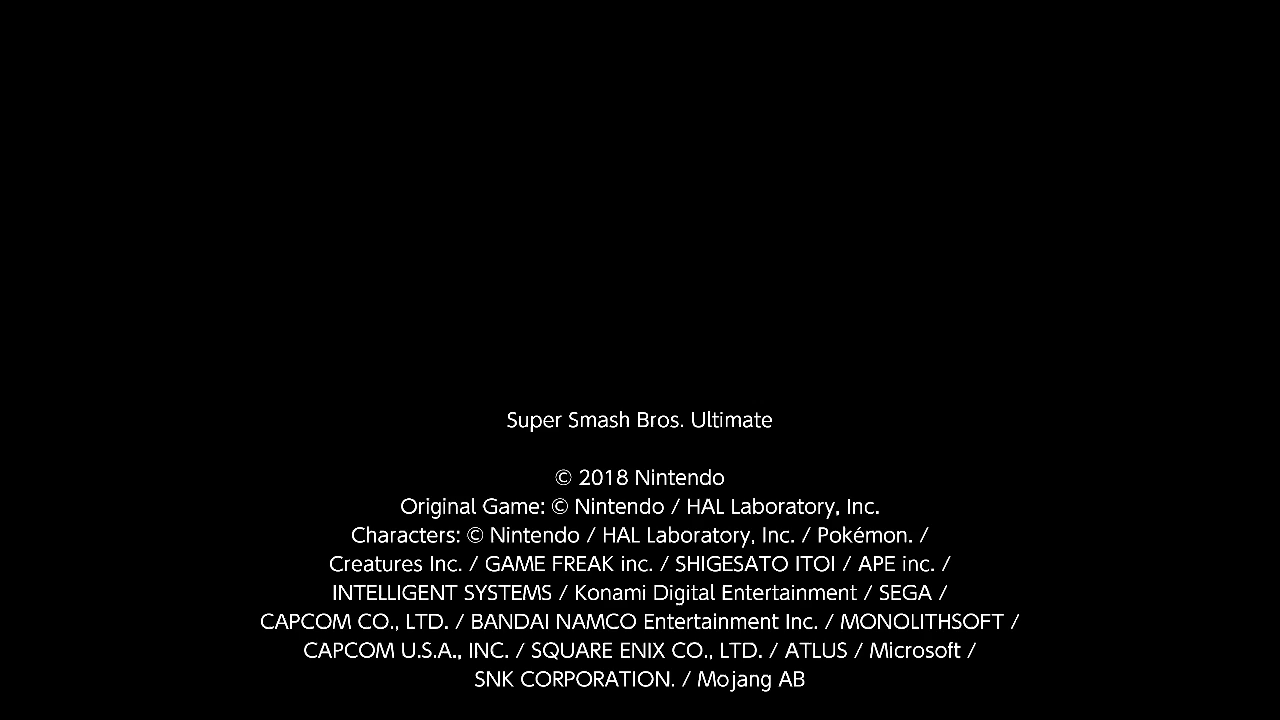 Super Smash Bros. Ultimate
© 2018 Nintendo
Original Game: © Nintendo / HAL Laboratory, Inc.
Characters: © Nintendo / HAL Laboratory, Inc. / Pokémon. /
Creatures Inc. / GAME FREAK inc. / SHIGESATO ITOI / APE inc. /
INTELLIGENT SYSTEMS / Konami Digital Entertainment / SEGA /
CAPCOM CO., LTD. / BANDAI NAMCO Entertainment Inc. / MONOLITHSOFT /
CAPCOM U.S.A., INC. / SQUARE ENIX CO., LTD. / ATLUS / Microsoft /
SNK CORPORATION. / Mojang AB